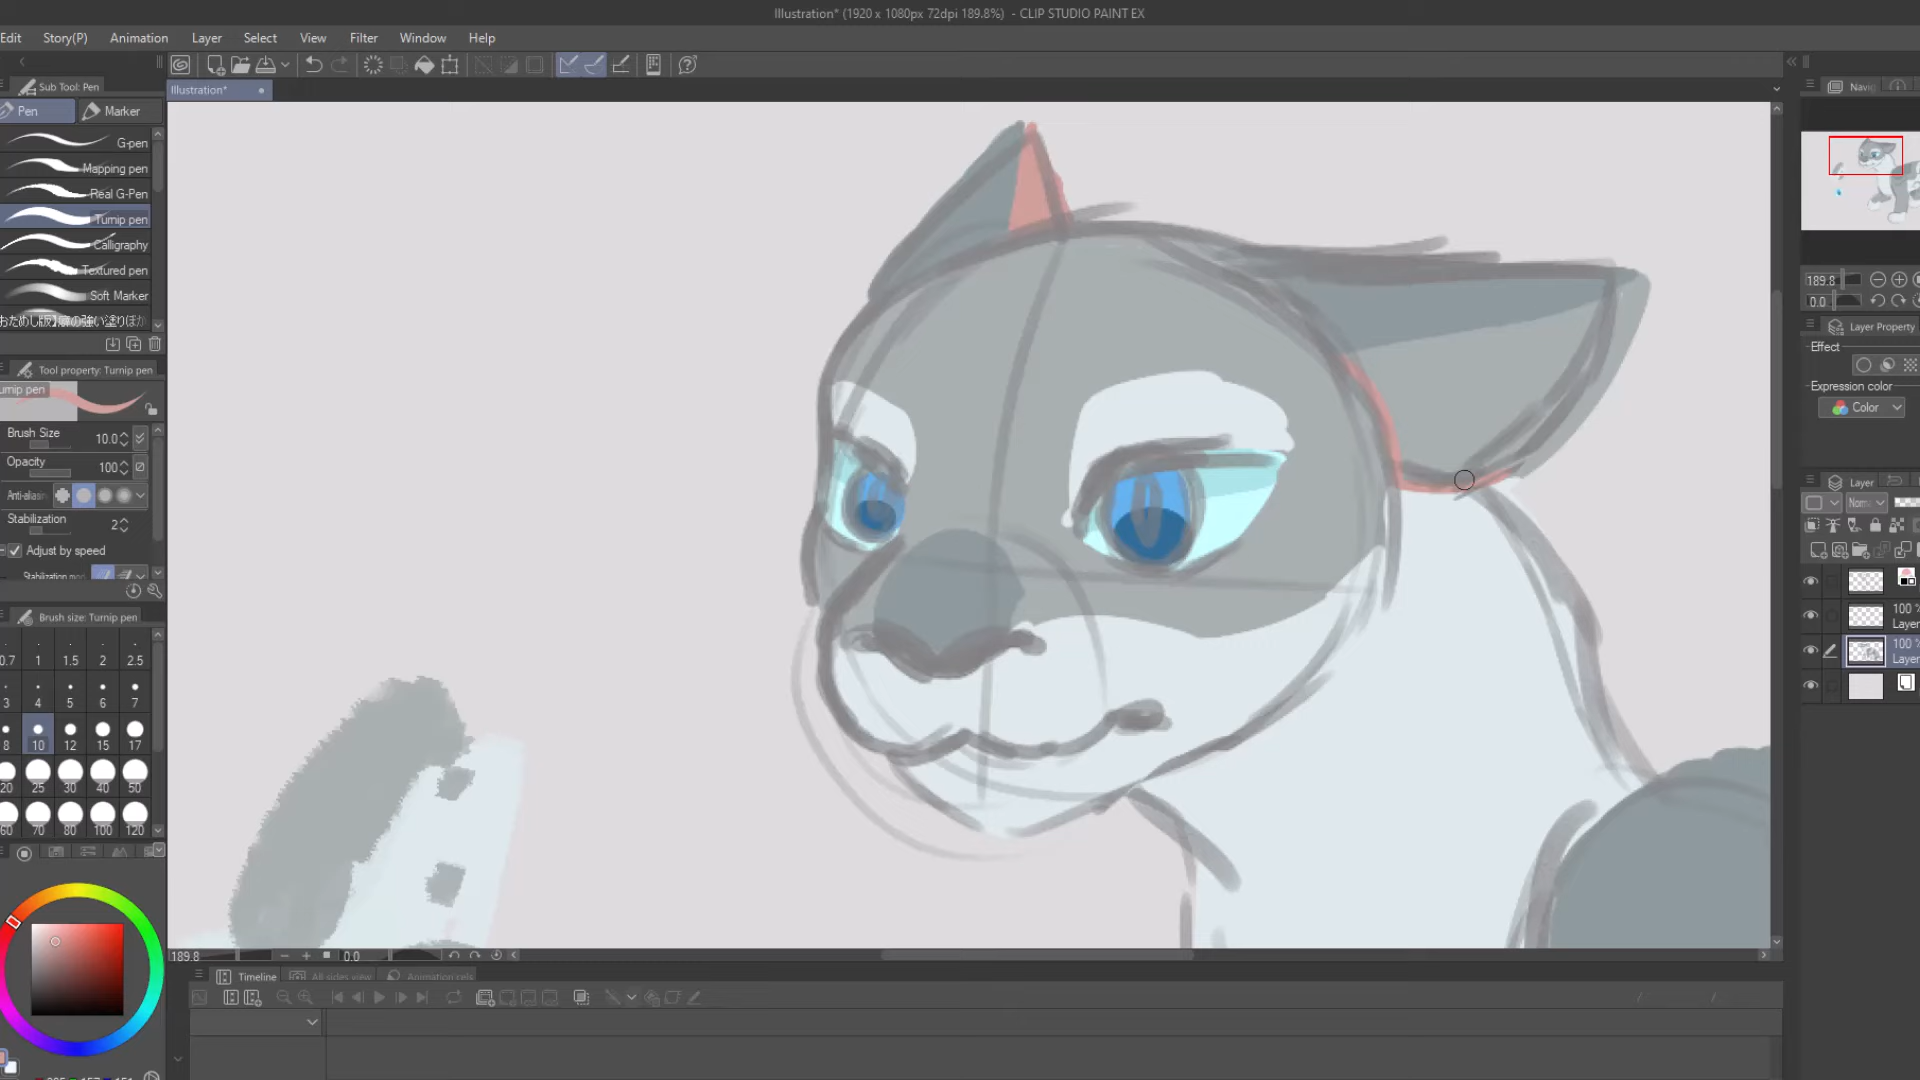 Illustration* (1920 x 1080px 72dpi 189.8%) - CLIP STUDIO PAINT EX
Edit Story(P) Animation Layer Select View Filter Window Help
Sub Tool: Pen
Illustration*
Pen Marker
G-pen
Mapping pen
Real G-Pen
Turnip pen
Calligraphy
Textured pen
Soft Marker
Tool property: Turnip pen
Brush Size 10.0
Opacity 100
Stabilization 2
Adjust by speed
Brush size: Turnip pen
0.7 1 1.5 2 2.5
3 4 5 6 7
8 10 12 15 17
20 25 30 40 50
60 70 80 100 120
189.8 0.0
Timeline All sides view Animation cels
189.8
0.0
Layer Property
Effect
Expression color
Color
Layer
100 %
100 %